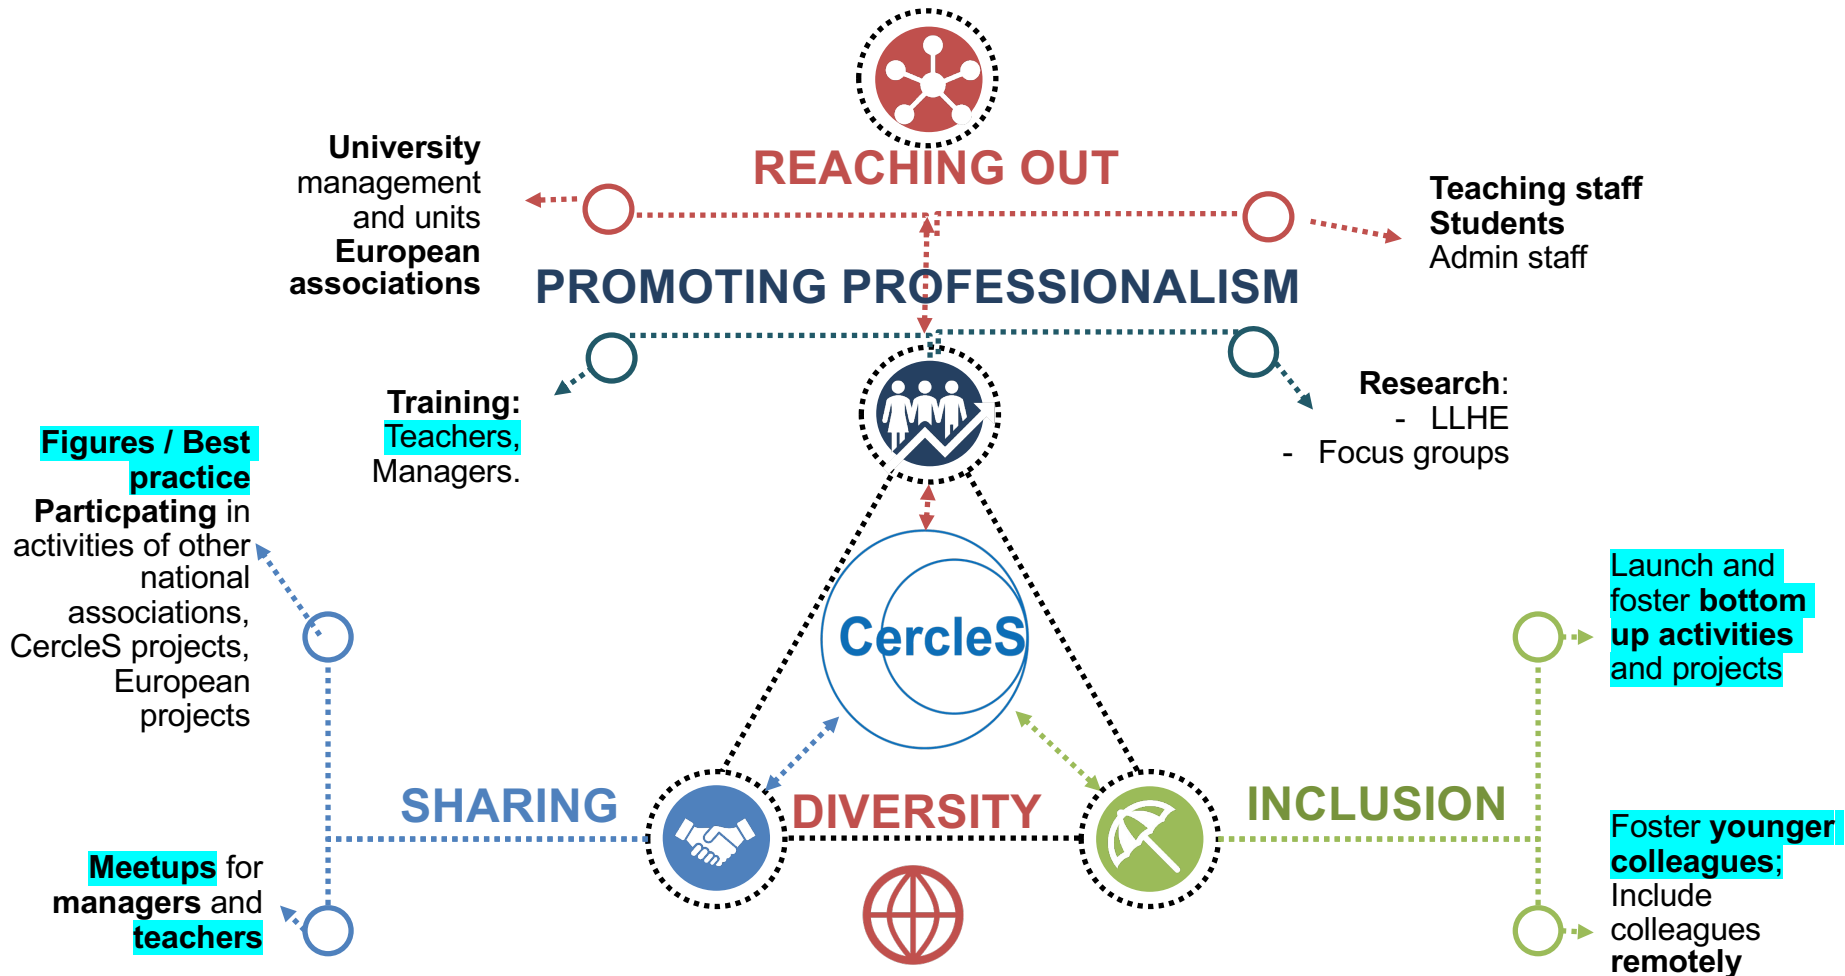 REACHING OUT
University
management
and units
European
associations
Teaching staff
Students
Admin staff
PROMOTING PROFESSIONALISM
Training:
Teachers,
Managers.
Research:
- LLHE
- Focus groups
Figures / Best
practice
Particpating in
activities of other
national
associations,
CercleS projects,
European
projects
CercleS
Launch and
foster bottom
up activities
and projects
SHARING
DIVERSITY
INCLUSION
Meetups for
managers and
teachers
Foster younger
colleagues;
Include
colleagues
remotely